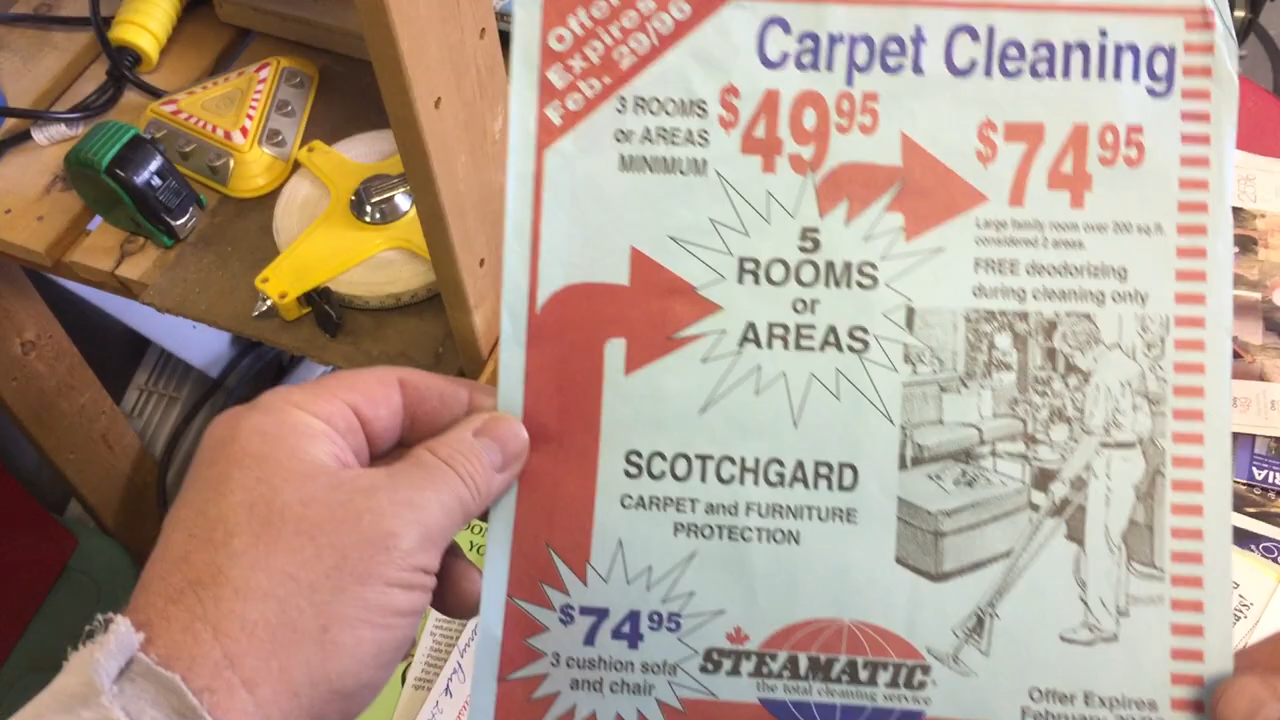 Offer
Expires
Feb. 29/96
Carpet Cleaning
3 ROOMS
or AREAS
MINIMUM
$49 95
$74 95
Large family room over 200 sq.ft.
considered 2 areas.
FREE deodorizing
during cleaning only
5
ROOMS
or
AREAS
SCOTCHGARD
CARPET and FURNITURE
PROTECTION
$74 95
3 cushion sofa
and chair
STEAMATIC
the total cleaning service
Offer Expires